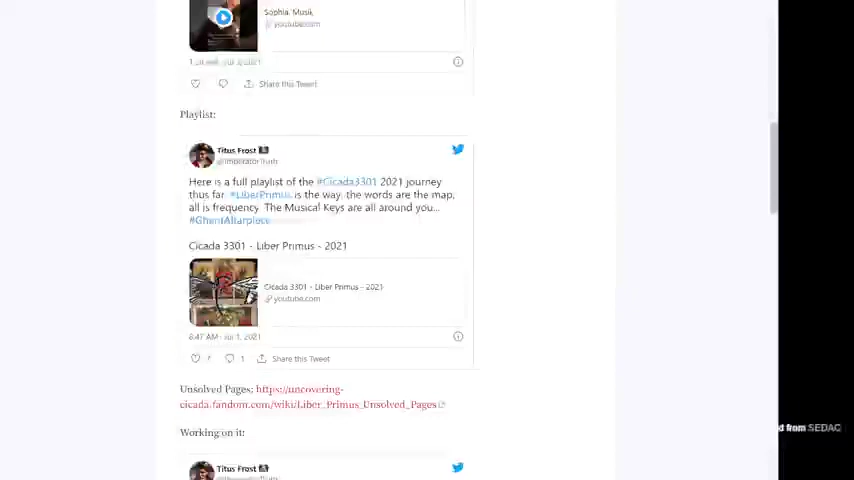 Sophia. Musik
youtube.com
Share this Tweet
Playlist:
Titus Frost
Here is a full playlist of the #Cicada3301 2021 journey
thus far. #LiberPrimus is the way, the words are the map,
all is frequency. The Musical Keys are all around you...
#GhentAltarpiece
Cicada 3301 - Liber Primus - 2021
Cicada 3301 - Liber Primus - 2021
youtube.com
8:47 AM · Jul 1, 2021
7 1 Share this Tweet
Unsolved Pages: https://uncovering-
cicada.fandom.com/wiki/Liber_Primus_Unsolved_Pages
d from SEDAC
Working on it:
Titus Frost